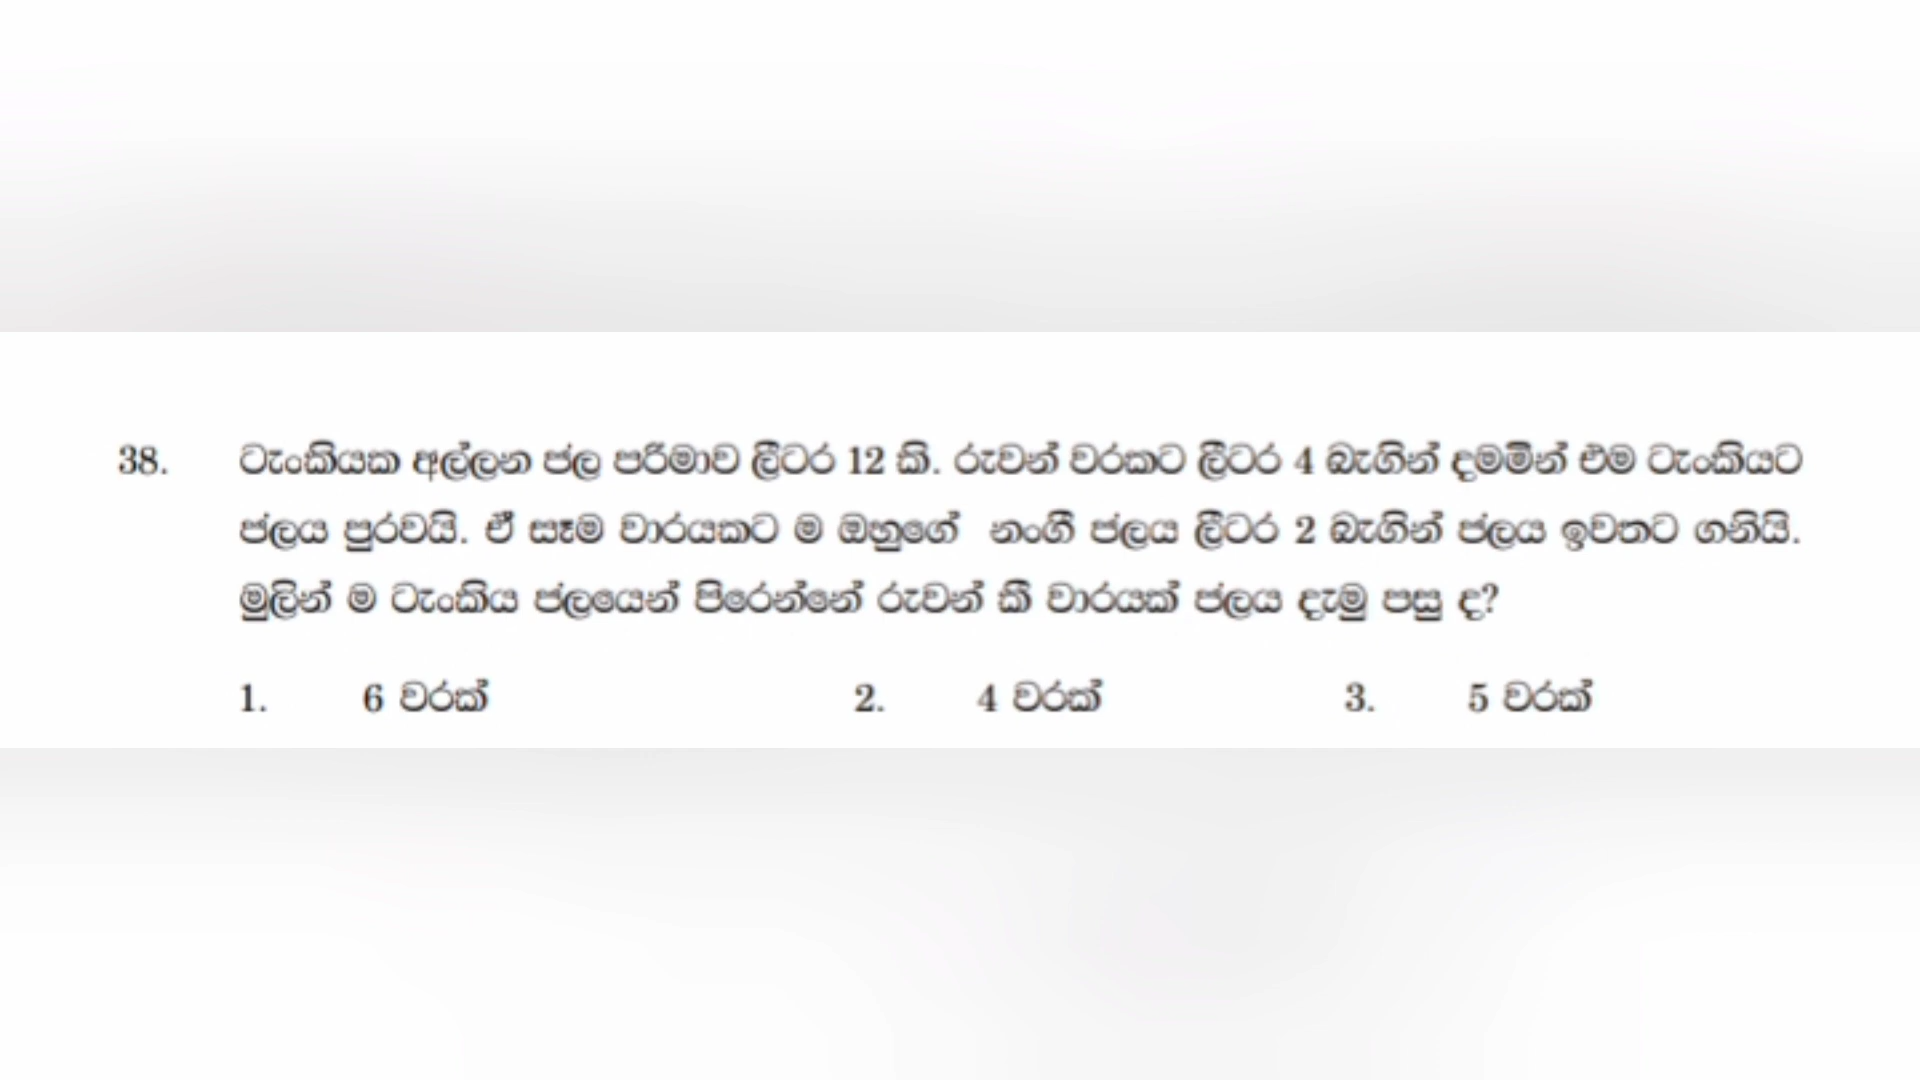 38. ටැංකියක අල්ලන ජල පරිමාව ලීටර 12 කි. රුවන් වරකට ලීටර 4 බැගින් දමමින් එම ටැංකියට
ජලය පුරවයි. ඒ සෑම වාරයකට ම ඔහුගේ නංගී ජලය ලීටර 2 බැගින් ජලය ඉවතට ගනියි.
මුලින් ම ටැංකිය ජලයෙන් පිරෙන්නේ රුවන් කී වාරයක් ජලය දැමු පසු ද?
1. 6 වරක් 2. 4 වරක් 3. 5 වරක්